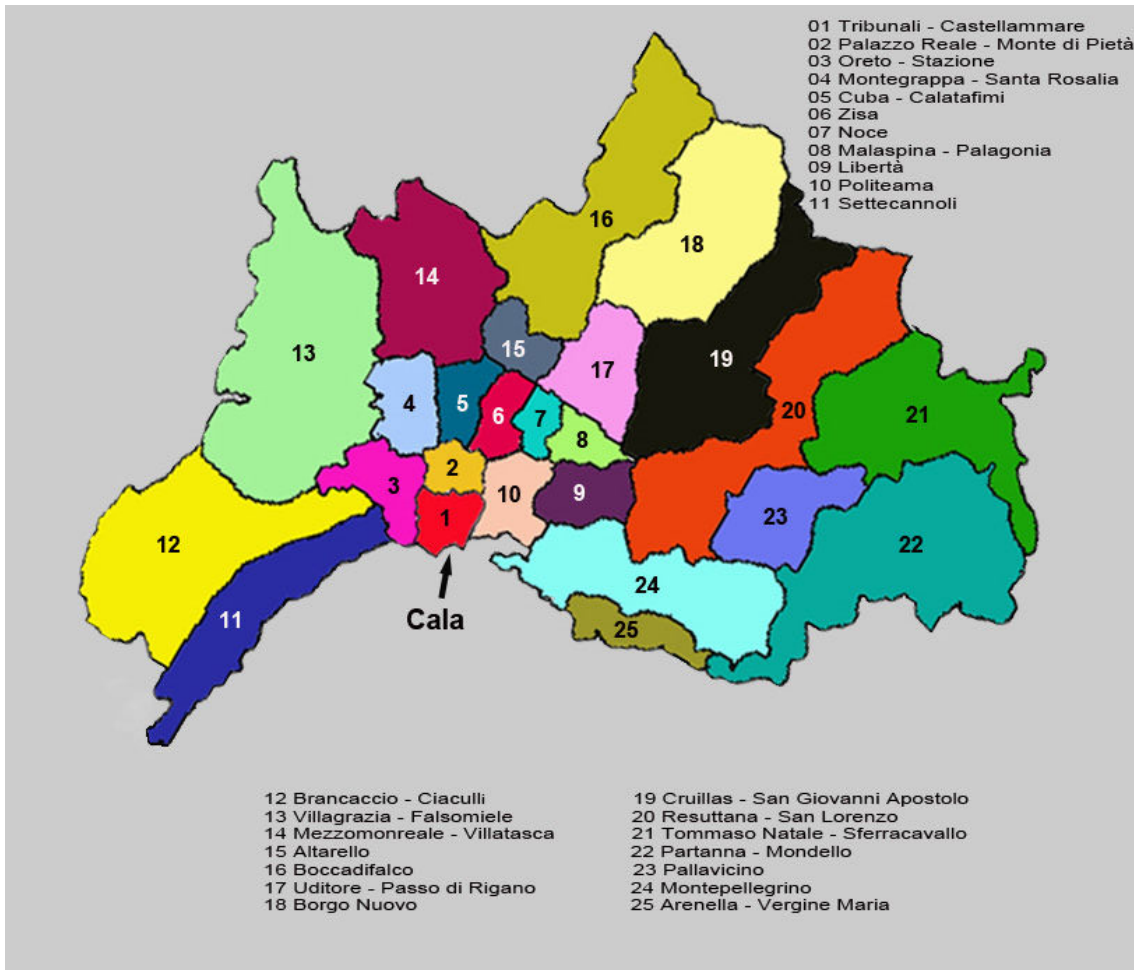 01 Tribunali - Castellammare
02 Palazzo Reale - Monte di Pietà
03 Oreto - Stazione
04 Montegrappa - Santa Rosalia
05 Cuba - Calatafimi
06 Zisa
07 Noce
08 Malaspina - Palagonia
09 Libertà
10 Politeama
11 Settecannoli
16
18
14
13
15
17
19
4
5
6
7
8
20
21
2
3
10
9
1
12
23
22
24
11
Cala
25
12 Brancaccio - Ciaculli
13 Villagrazia - Falsomiele
14 Mezzomonreale - Villatasca
15 Altarello
16 Boccadifalco
17 Uditore - Passo di Rigano
18 Borgo Nuovo
19 Cruillas - San Giovanni Apostolo
20 Resuttana - San Lorenzo
21 Tommaso Natale - Sferracavallo
22 Partanna - Mondello
23 Pallavicino
24 Montepellegrino
25 Arenella - Vergine Maria